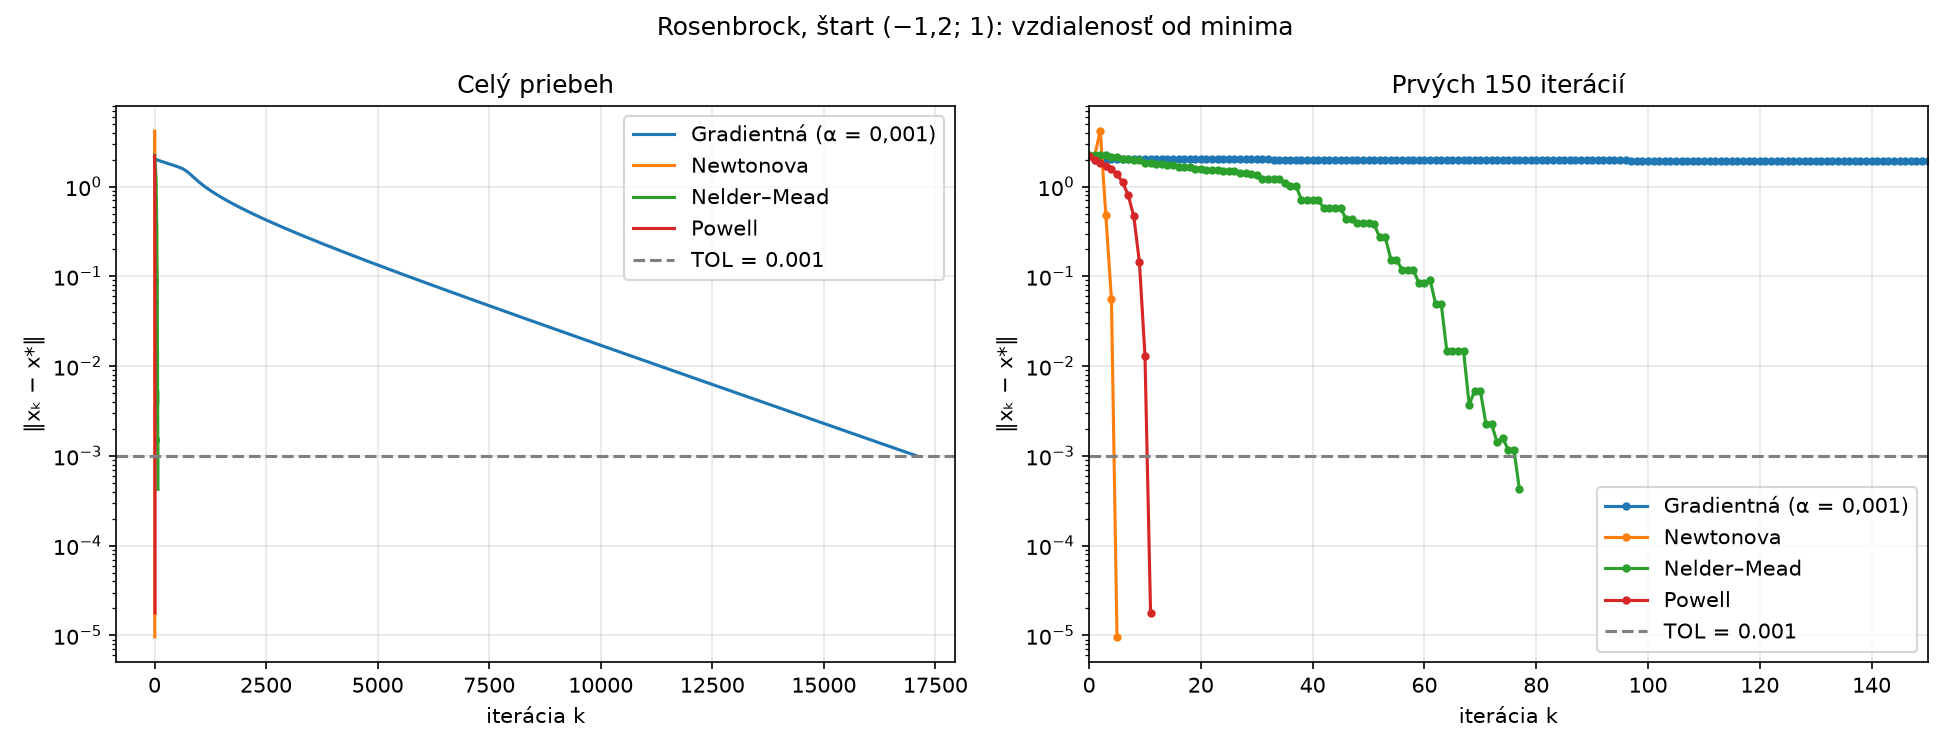 Rosenbrock, štart (−1,2; 1): vzdialenosť od minima
Celý priebeh
‖xₖ − x*‖
10⁰
10⁻¹
10⁻²
10⁻³
10⁻⁴
10⁻⁵
0 2500 5000 7500 10000 12500 15000 17500
iterácia k
Gradientná (α = 0,001)
Newtonova
Nelder–Mead
Powell
TOL = 0.001
Prvých 150 iterácií
‖xₖ − x*‖
10⁰
10⁻¹
10⁻²
10⁻³
10⁻⁴
10⁻⁵
0 20 40 60 80 100 120 140
iterácia k
Gradientná (α = 0,001)
Newtonova
Nelder–Mead
Powell
TOL = 0.001